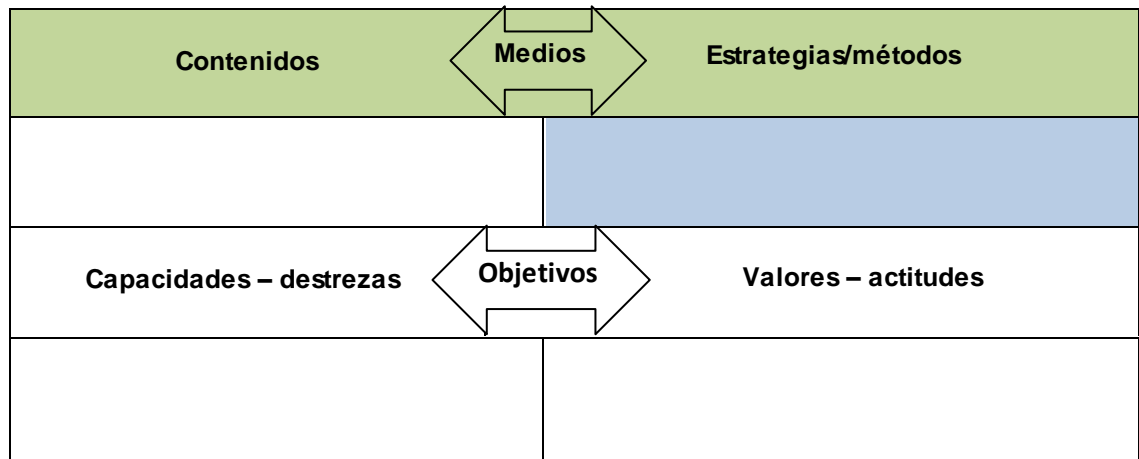 Contenidos
Medios
Estrategias/métodos
Capacidades – destrezas
Objetivos
Valores – actitudes